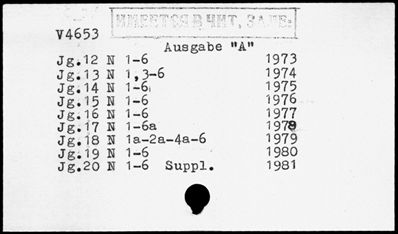 ИМЕЕТСЯ В ЧИТ. ЗАЛЕ:
V4653
Ausgabe "A"
Jg.12 N 1-6 1973
Jg.13 N 1,3-6 1974
Jg.14 N 1-6 1975
Jg.15 N 1-6 1976
Jg.16 N 1-6 1977
Jg.17 N 1-6a 1978
Jg.18 N 1a-2a-4a-6 1979
Jg.19 N 1-6 1980
Jg.20 N 1-6 Suppl. 1981